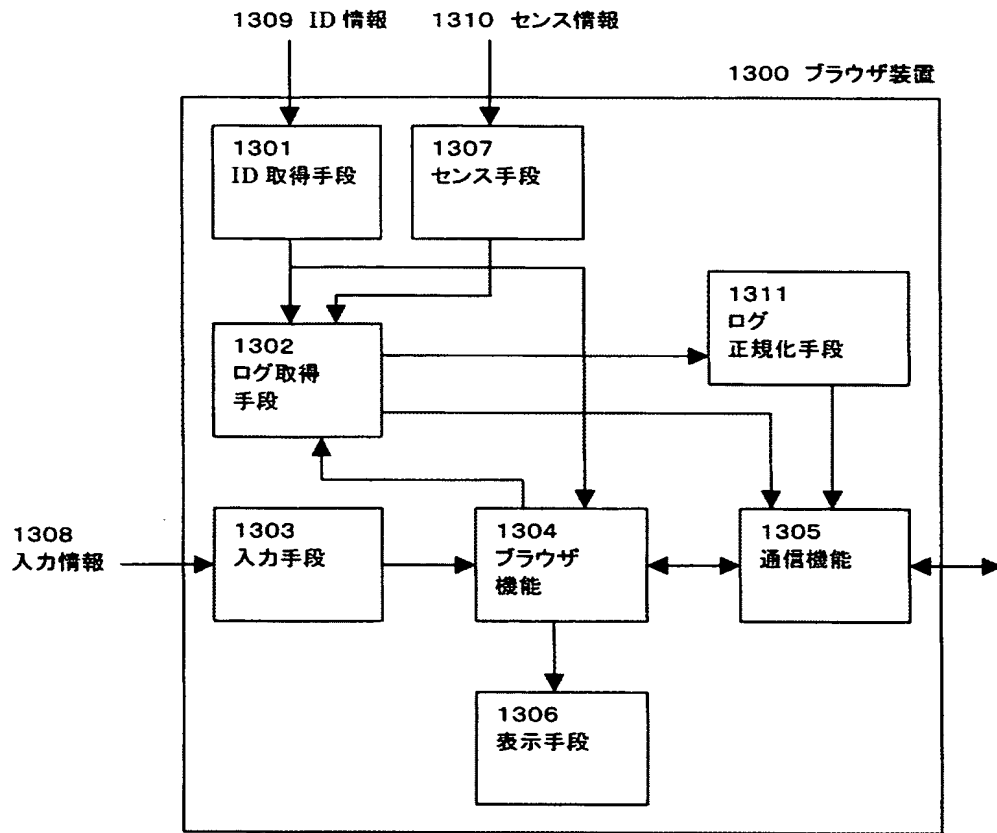 1309 ID 情報
1310 センス情報
1300 ブラウザ装置
1301
ID 取得手段
1307
センス手段
1311
ログ
正規化手段
1302
ログ取得
手段
1308
入力情報
1303
入力手段
1304
ブラウザ
機能
1305
通信機能
1306
表示手段